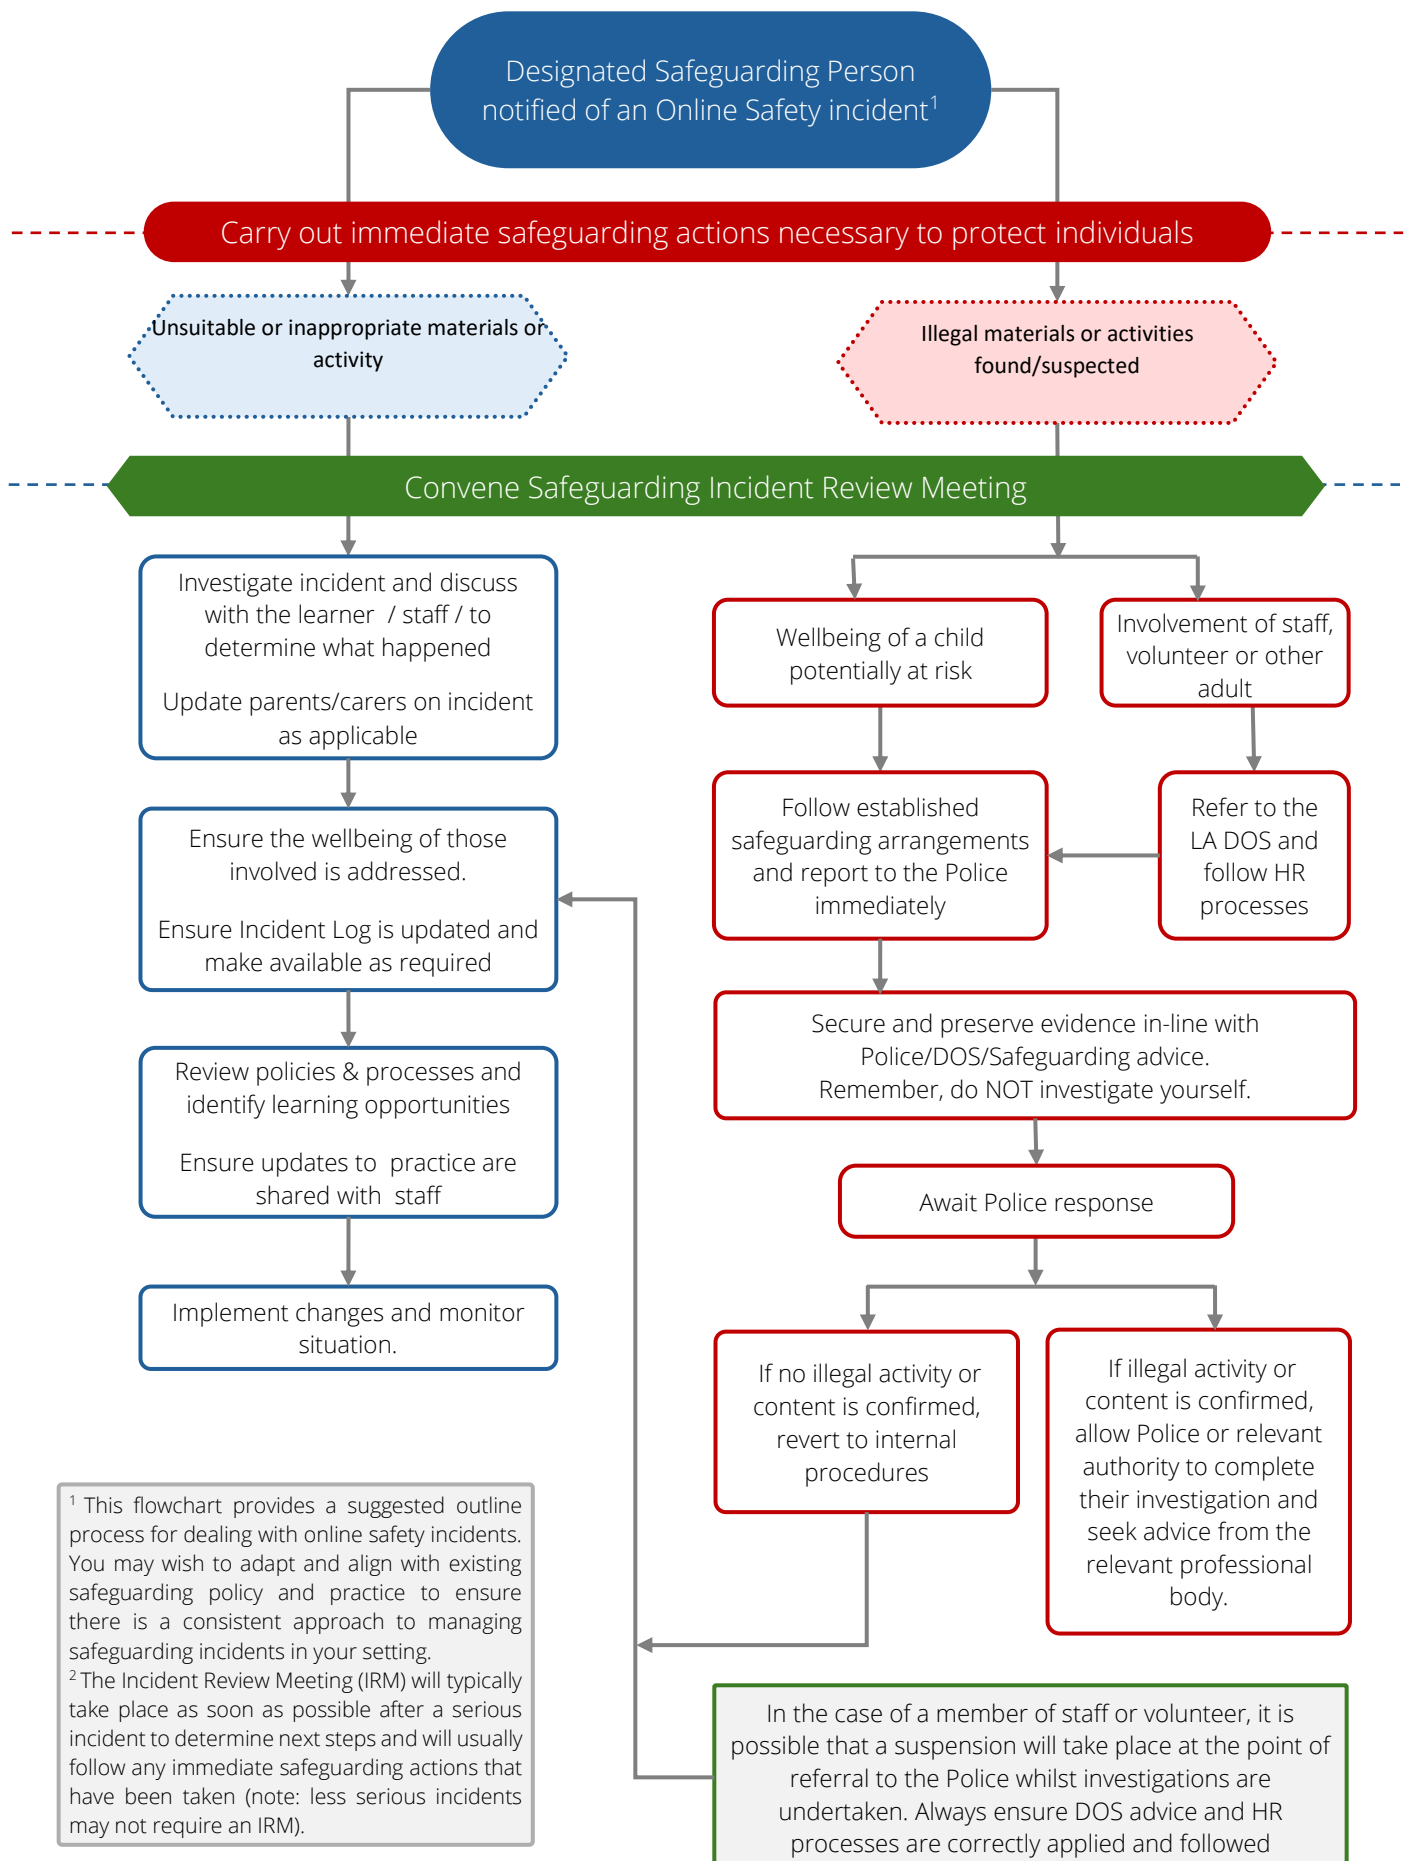 Designated Safeguarding Person
notified of an Online Safety incident1
Carry out immediate safeguarding actions necessary to protect individuals
Unsuitable or inappropriate materials or
activity
Illegal materials or activities
found/suspected
Convene Safeguarding Incident Review Meeting
Investigate incident and discuss
with the learner / staff / to
determine what happened
Update parents/carers on incident
as applicable
Ensure the wellbeing of those
involved is addressed.
Ensure Incident Log is updated and
make available as required
Review policies & processes and
identify learning opportunities
Ensure updates to practice are
shared with staff
Implement changes and monitor
situation.
Wellbeing of a child
potentially at risk
Involvement of staff,
volunteer or other
adult
Follow established
safeguarding arrangements
and report to the Police
immediately
Refer to the
LA DOS and
follow HR
processes
Secure and preserve evidence in-line with
Police/DOS/Safeguarding advice.
Remember, do NOT investigate yourself.
Await Police response
If no illegal activity or
content is confirmed,
revert to internal
procedures
If illegal activity or
content is confirmed,
allow Police or relevant
authority to complete
their investigation and
seek advice from the
relevant professional
body.
1 This flowchart provides a suggested outline
process for dealing with online safety incidents.
You may wish to adapt and align with existing
safeguarding policy and practice to ensure
there is a consistent approach to managing
safeguarding incidents in your setting.
2 The Incident Review Meeting (IRM) will typically
take place as soon as possible after a serious
incident to determine next steps and will usually
follow any immediate safeguarding actions that
have been taken (note: less serious incidents
may not require an IRM).
In the case of a member of staff or volunteer, it is
possible that a suspension will take place at the point of
referral to the Police whilst investigations are
undertaken. Always ensure DOS advice and HR
processes are correctly applied and followed